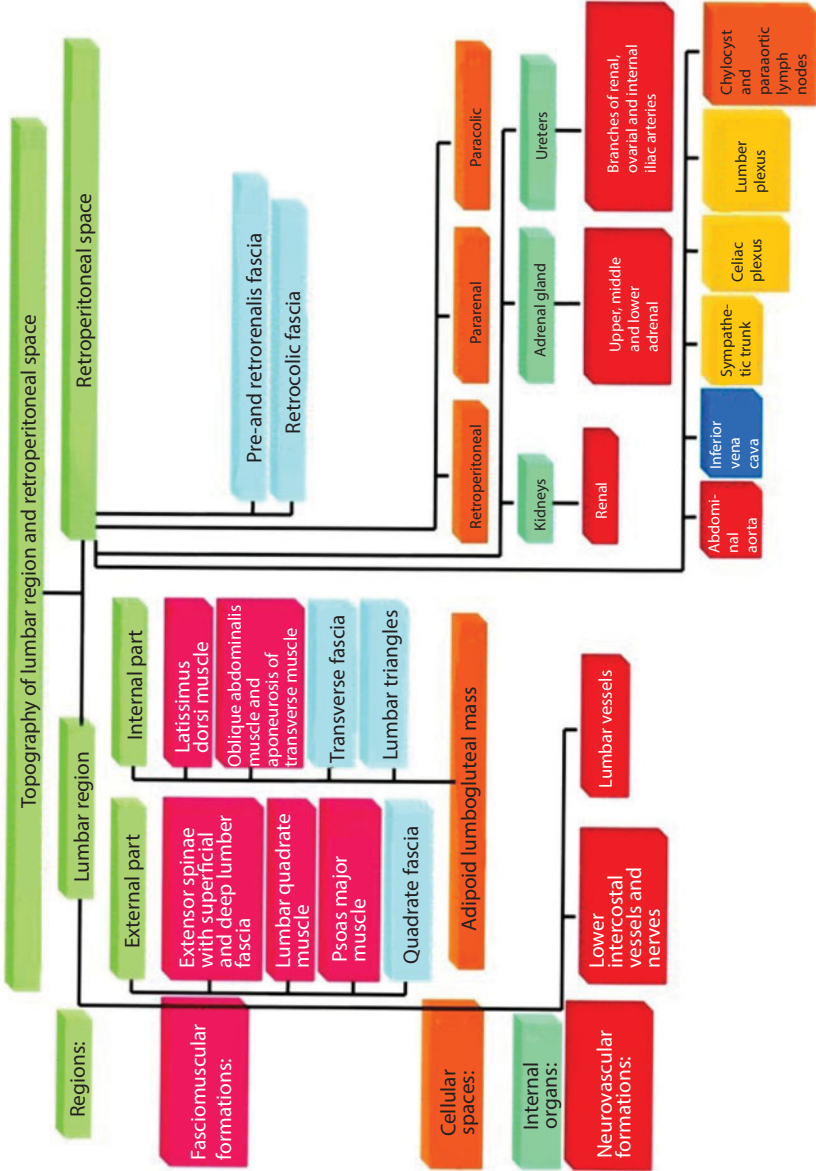 Topography of lumbar region and retroperitoneal space
Regions:
Lumbar region
Retroperitoneal space
Fasciomuscular
formations:
External part
Extensor spinae
with superficial
and deep lumber
fascia
Lumbar quadrate
muscle
Psoas major
muscle
Quadrate fascia
Internal part
Latissimus
dorsi muscle
Oblique abdominalis
muscle and
aponeurosis of
transverse muscle
Transverse fascia
Lumbar triangles
Pre-and retrorenalis fascia
Retrocolic fascia
Cellular
spaces:
Adipoid lumbogluteal mass
Retroperitoneal
Pararenal
Paracolic
Internal
organs:
Kidneys
Adrenal gland
Ureters
Neurovascular
formations:
Lower
intercostal
vessels and
nerves
Lumbar vessels
Renal
Upper, middle
and lower
adrenal
Branches of renal,
ovarial and internal
iliac arteries
Abdomi-
nal
aorta
Inferior
vena
cava
Sympathe-
tic trunk
Celiac
plexus
Lumber
plexus
Chylocyst
and
paraaortic
lymph
nodes